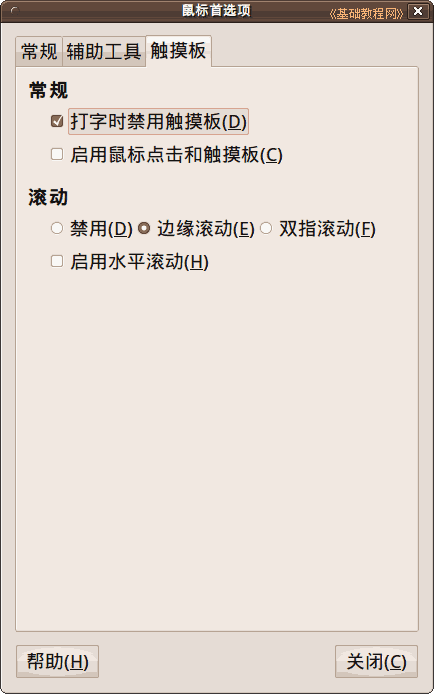 鼠标首选项
《基础教程网》
常规 辅助工具 触摸板
常规
打字时禁用触摸板(D)
启用鼠标点击和触摸板(C)
滚动
禁用(D) 边缘滚动(E) 双指滚动(F)
启用水平滚动(H)
帮助(H) 关闭(C)